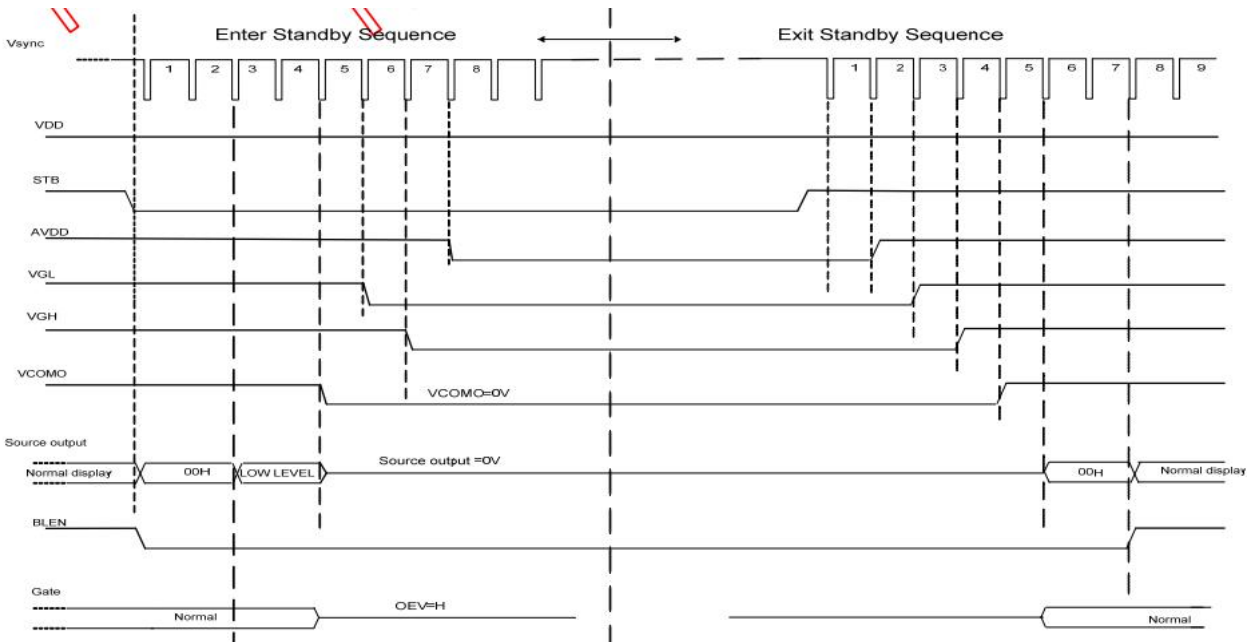 Enter Standby Sequence
Exit Standby Sequence
Vsync
1 2 3 4 5 6 7 8
1 2 3 4 5 6 7 8 9
VDD
STB
AVDD
VGL
VGH
VCOMO
VCOMO=0V
Source output
Normal display
00H
LOW LEVEL
Source output =0V
00H
Normal display
BLEN
Gate
Normal
OEV=H
Normal